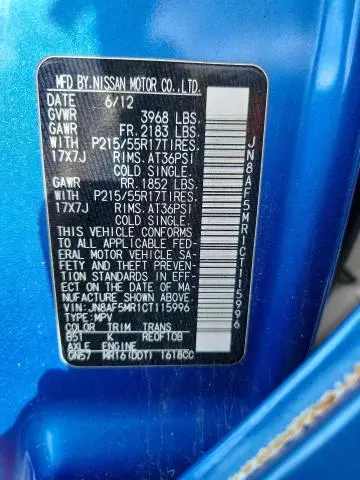 MFD BY.NISSAN MOTOR CO.,LTD.
DATE 6/12
GVWR 3968 LBS.
GAWR FR.2183 LBS.
WITH P215/55R17TIRES.
17X7J RIMS.AT36PSI
COLD SINGLE.
GAWR RR.1852 LBS.
WITH P215/55R17TIRES.
17X7J RIMS.AT36PSI
COLD SINGLE.
THIS VEHICLE CONFORMS
TO ALL APPLICABLE FED-
ERAL MOTOR VEHICLE SA-
FETY AND THEFT PREVEN-
TION STANDARDS IN EFF-
ECT ON THE DATE OF MA-
NUFACTURE SHOWN ABOVE.
VIN:JN8AF5MR1CT115996
TYPE:MPV
COLOR TRIM TRANS
B51 K RE0F10B
AXLE ENGINE
GN57 MR16(DDT) 1618CC
JN8AF5MR1CT115996